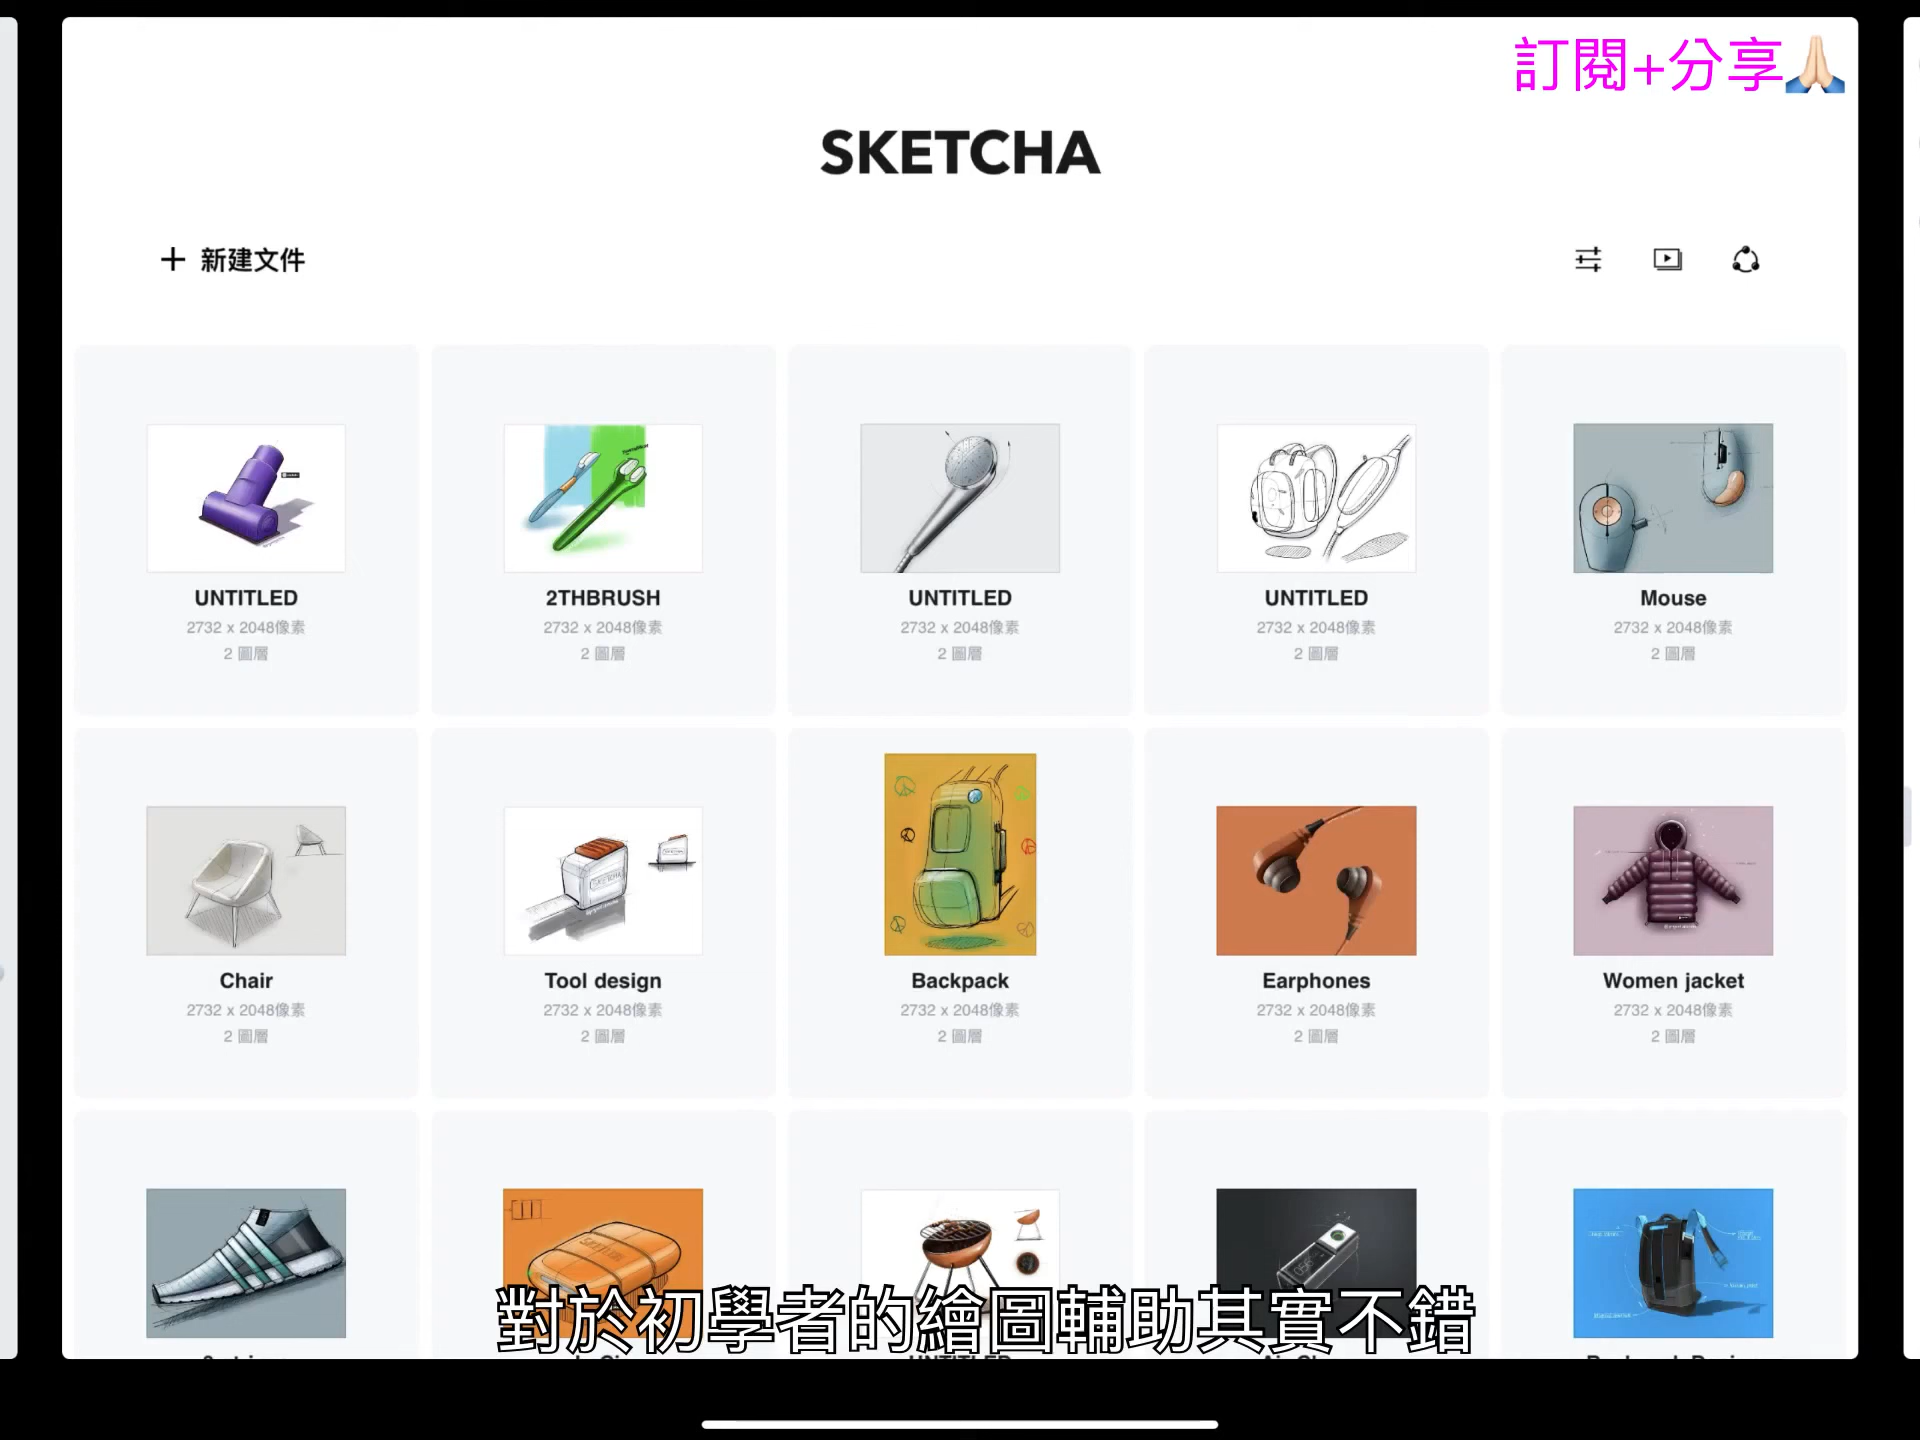 訂閱+分享🙏🏻
SKETCHA
+ 新建文件
UNTITLED
2732 x 2048像素
2 圖層
2THBRUSH
2732 x 2048像素
2 圖層
UNTITLED
2732 x 2048像素
2 圖層
UNTITLED
2732 x 2048像素
2 圖層
Mouse
2732 x 2048像素
2 圖層
Chair
2732 x 2048像素
2 圖層
Tool design
2732 x 2048像素
2 圖層
Backpack
2732 x 2048像素
2 圖層
Earphones
2732 x 2048像素
2 圖層
Women jacket
2732 x 2048像素
2 圖層
對於初學者的繪圖輔助其實不錯
UNTITLED